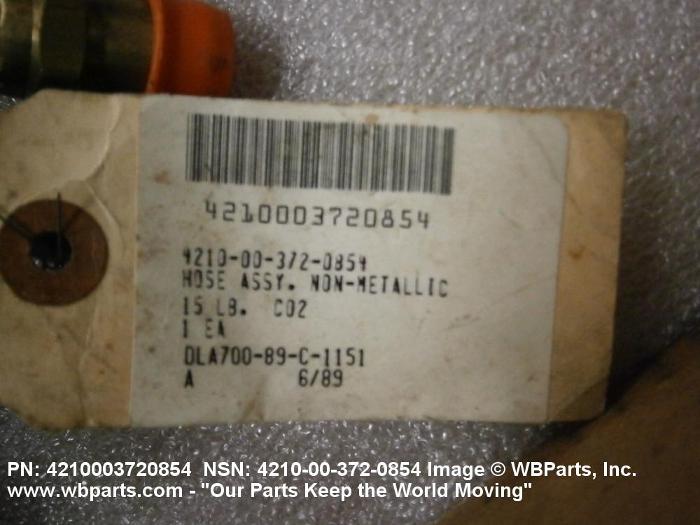 4210003720854
4210-00-372-0854
HOSE ASSY. NON-METALLIC
15 LB. CO2
1 EA
DLA700-89-C-1151
A 6/89
PN: 4210003720854 NSN: 4210-00-372-0854 Image © WBParts, Inc.
www.wbparts.com - "Our Parts Keep the World Moving"